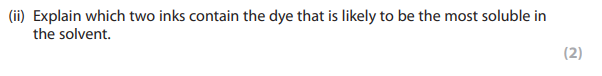 (ii) Explain which two inks contain the dye that is likely to be the most soluble in
the solvent.
(2)